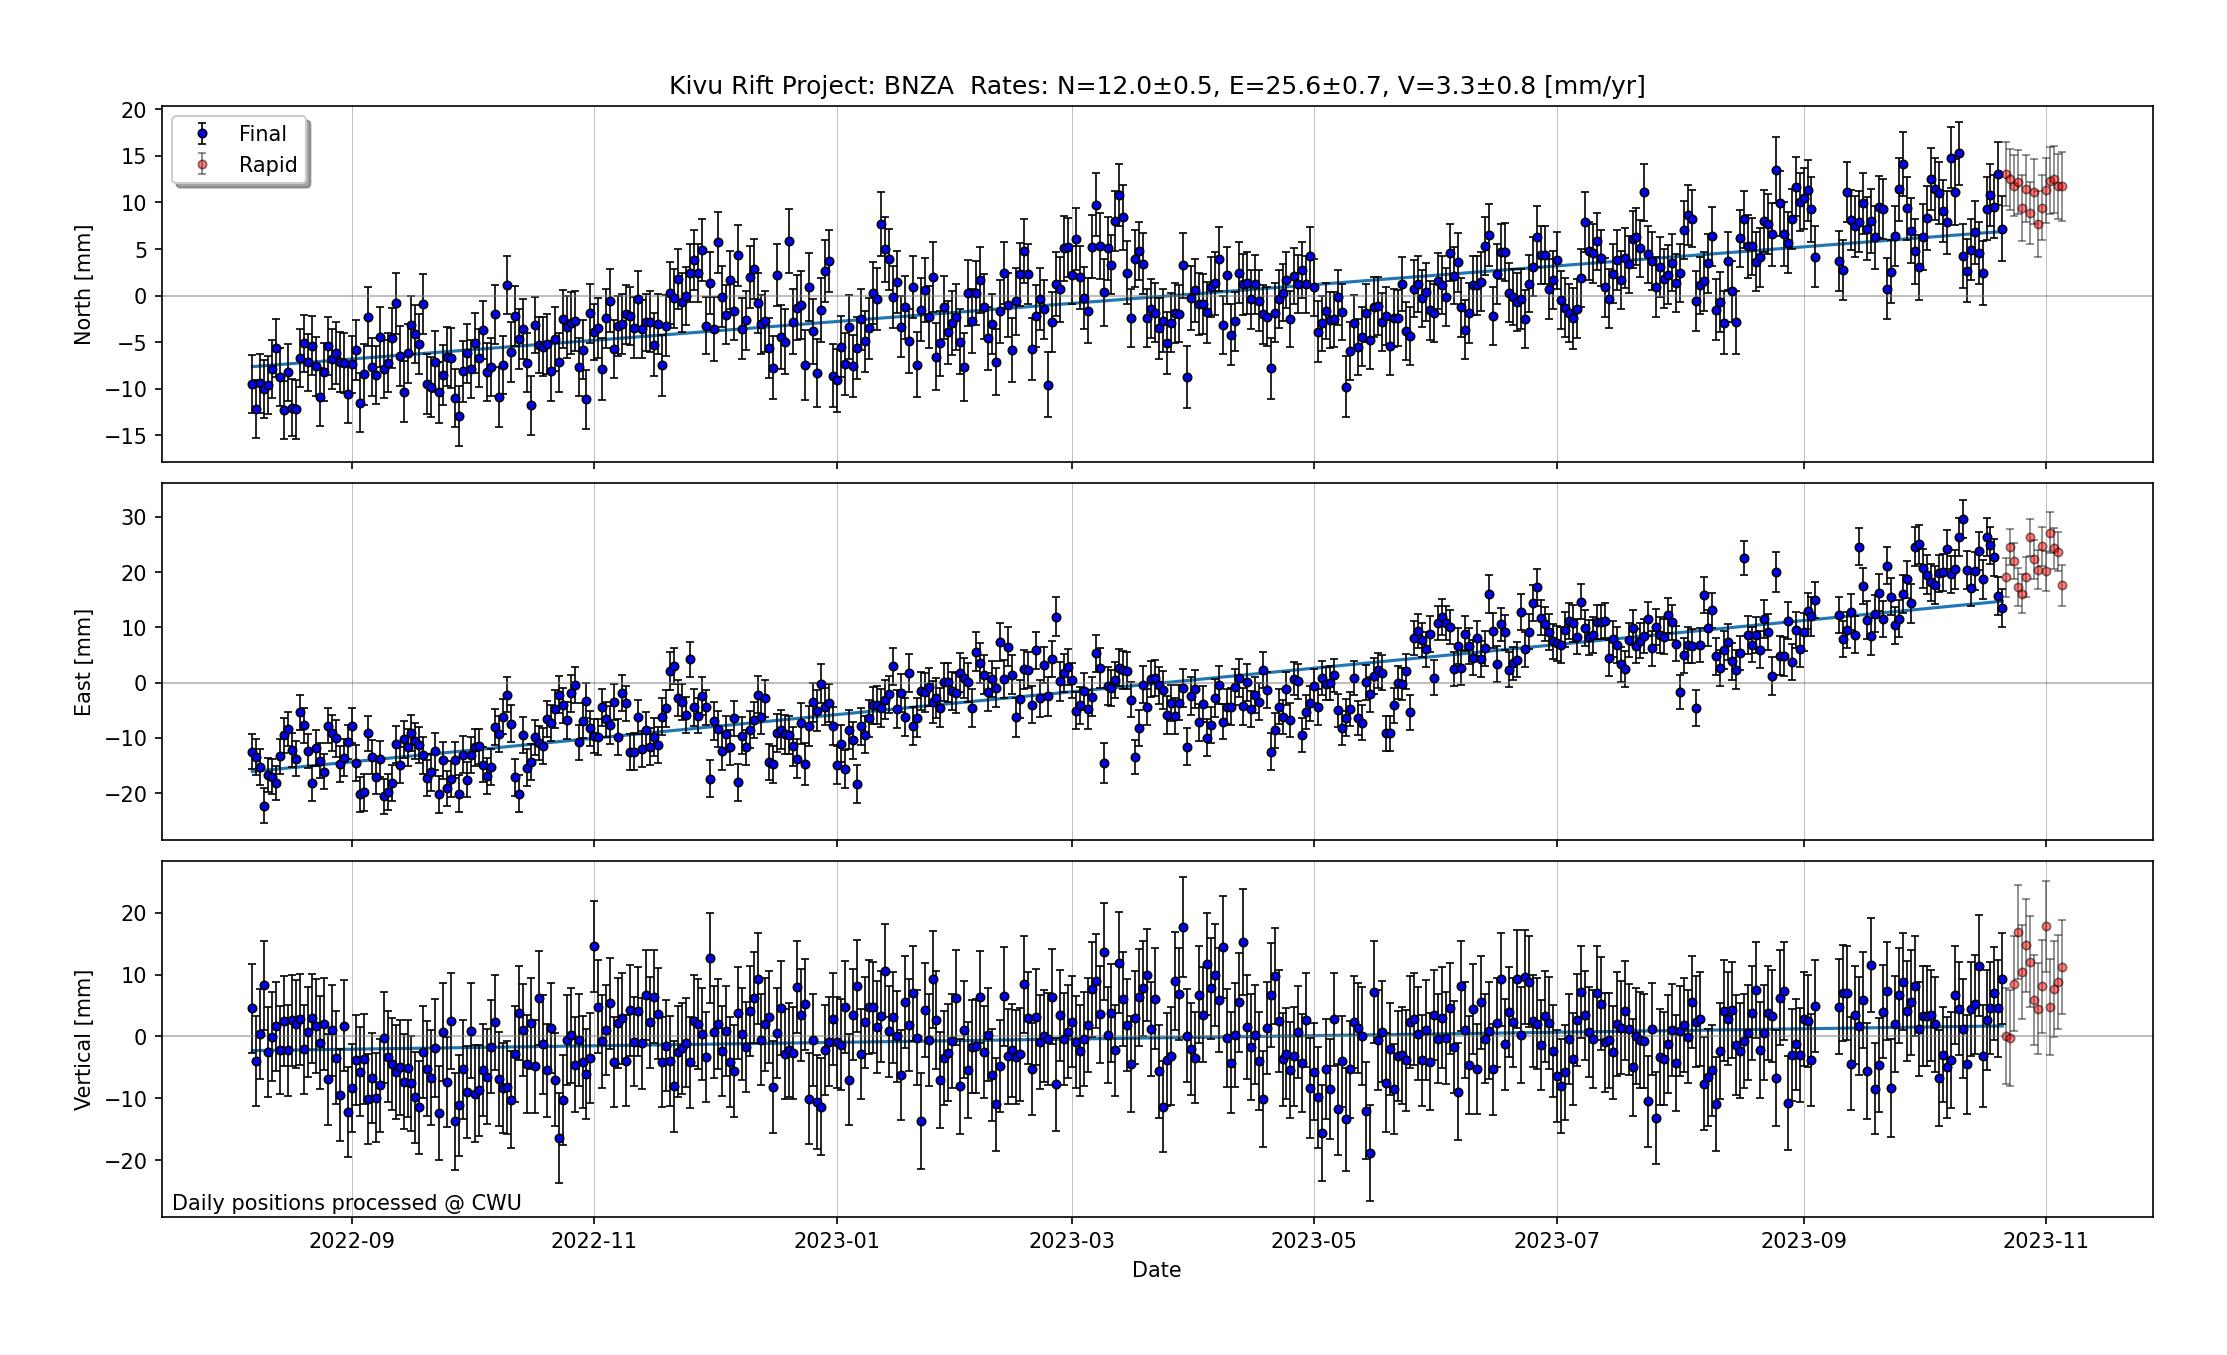 Kivu Rift Project: BNZA  Rates: N=12.0±0.5, E=25.6±0.7, V=3.3±0.8 [mm/yr]
20
15
10
5
0
−5
−10
−15
North [mm]
Final
Rapid
30
20
10
0
−10
−20
East [mm]
20
10
0
−10
−20
Vertical [mm]
Daily positions processed @ CWU
2022-09 2022-11 2023-01 2023-03 2023-05 2023-07 2023-09 2023-11
Date